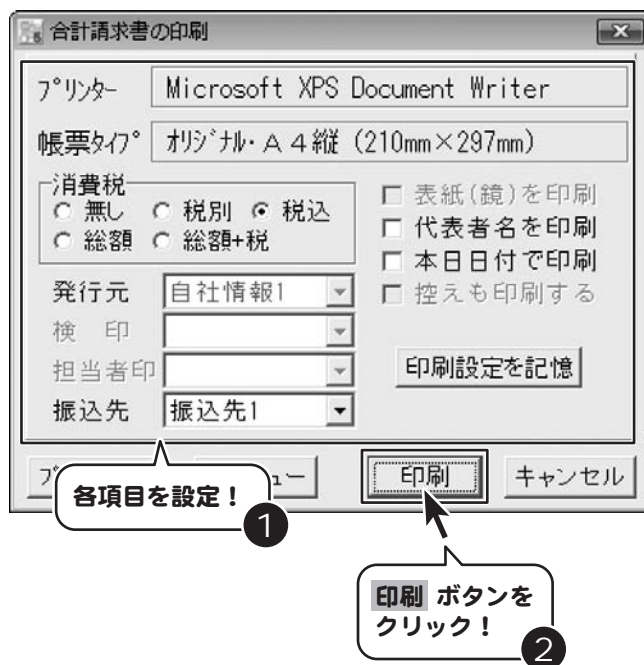 合計請求書の印刷
ﾌﾟﾘﾝﾀｰ Microsoft XPS Document Writer
帳票ﾀｲﾌﾟ ｵﾘｼﾞﾅﾙ・Ａ４縦 (210mm×297mm)
消費税
無し 税別 税込
総額 総額+税
表紙(鏡)を印刷
代表者名を印刷
本日日付で印刷
控えも印刷する
発行元 自社情報1
検　印
担当者印
振込先 振込先1
印刷設定を記憶
印刷 キャンセル
各項目を設定！
1
印刷 ボタンを
クリック！
2